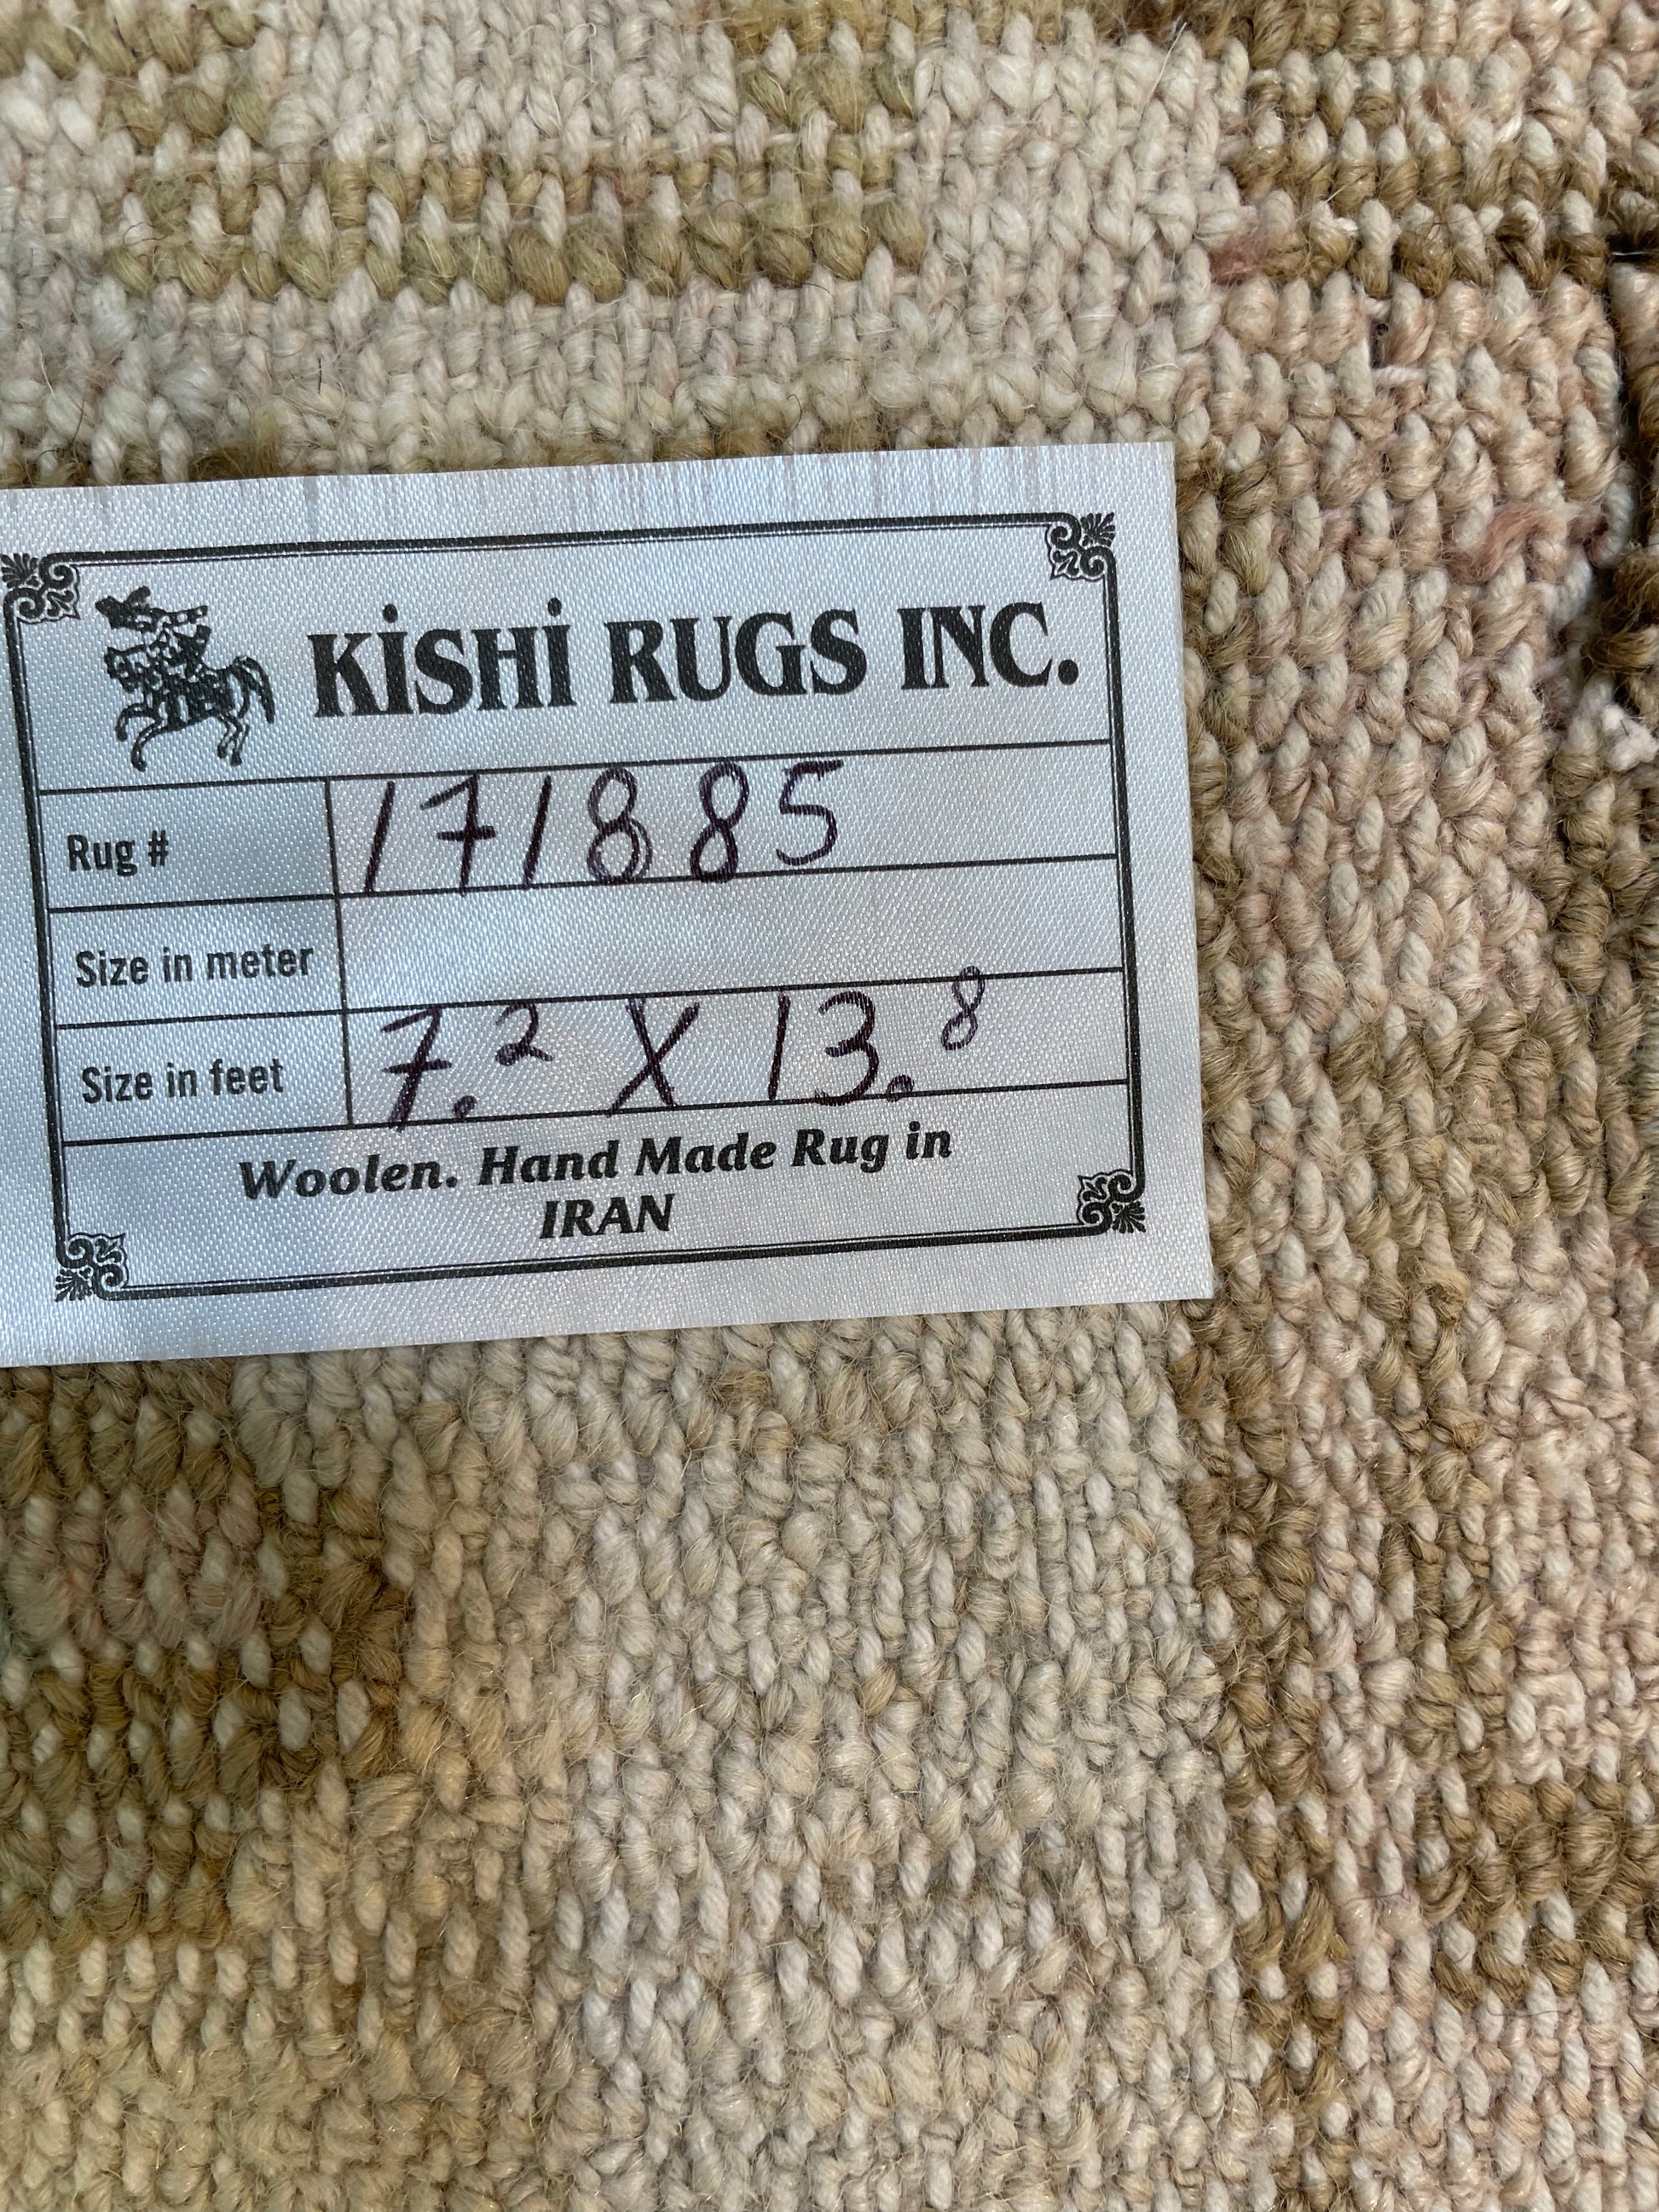 KiSHi RUGS INC.
Rug # 171885
Size in meter
Size in feet 7.² X 13.⁸
Woolen. Hand Made Rug in
IRAN